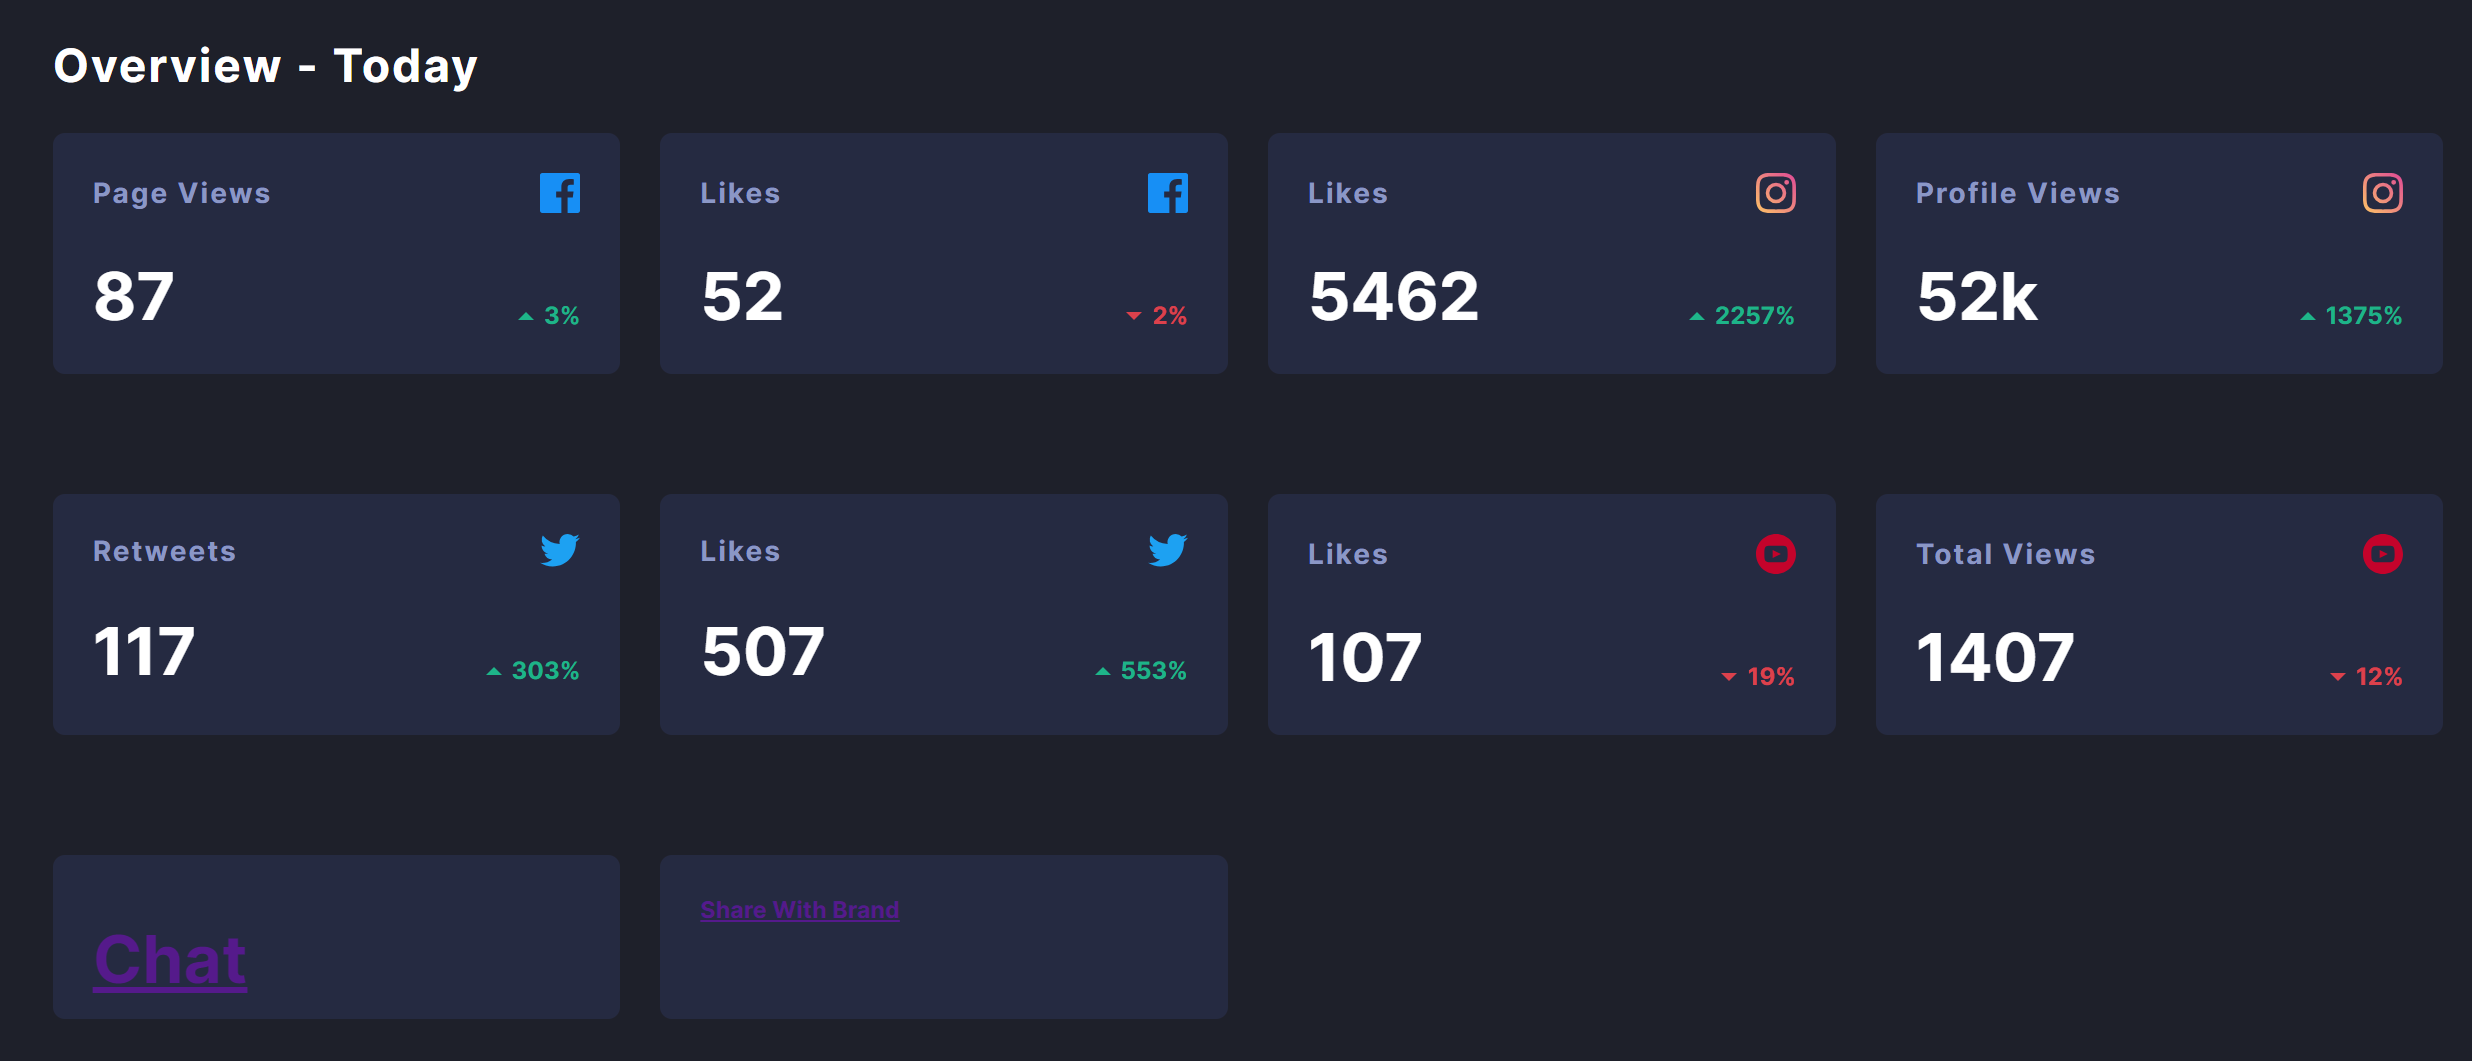 Overview - Today
Page Views
87
3%
Likes
52
2%
Likes
5462
2257%
Profile Views
52k
1375%
Retweets
117
303%
Likes
507
553%
Likes
107
19%
Total Views
1407
12%
Chat
Share With Brand